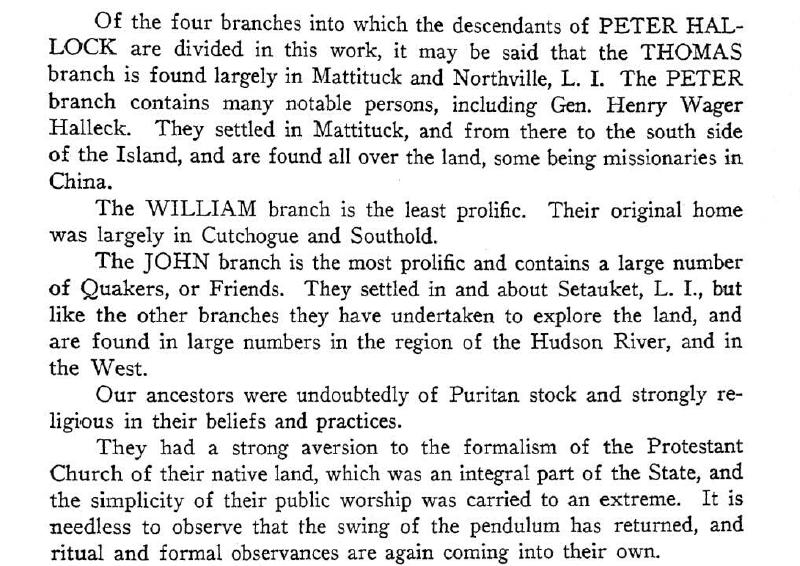 Of the four branches into which the descendants of PETER HAL-
LOCK are divided in this work, it may be said that the THOMAS
branch is found largely in Mattituck and Northville, L. I. The PETER
branch contains many notable persons, including Gen. Henry Wager
Halleck. They settled in Mattituck, and from there to the south side
of the Island, and are found all over the land, some being missionaries in
China.
The WILLIAM branch is the least prolific. Their original home
was largely in Cutchogue and Southold.
The JOHN branch is the most prolific and contains a large number
of Quakers, or Friends. They settled in and about Setauket, L. I., but
like the other branches they have undertaken to explore the land, and
are found in large numbers in the region of the Hudson River, and in
the West.
Our ancestors were undoubtedly of Puritan stock and strongly re-
ligious in their beliefs and practices.
They had a strong aversion to the formalism of the Protestant
Church of their native land, which was an integral part of the State, and
the simplicity of their public worship was carried to an extreme. It is
needless to observe that the swing of the pendulum has returned, and
ritual and formal observances are again coming into their own.